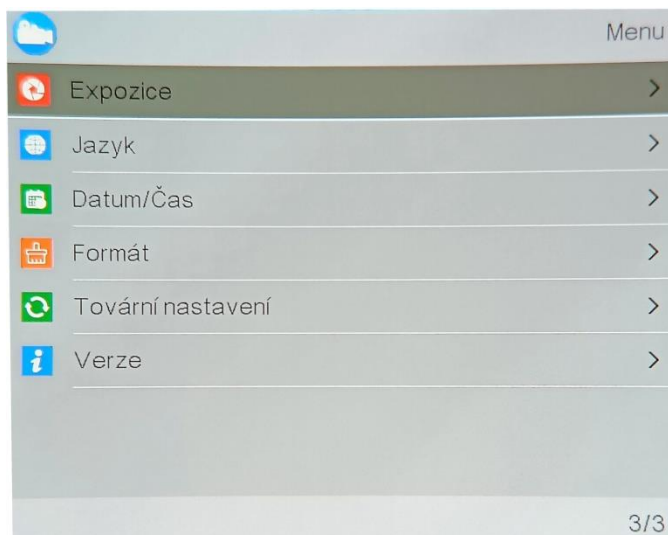 Menu
Expozice
Jazyk
Datum/Čas
Formát
Tovární nastavení
Verze
3/3